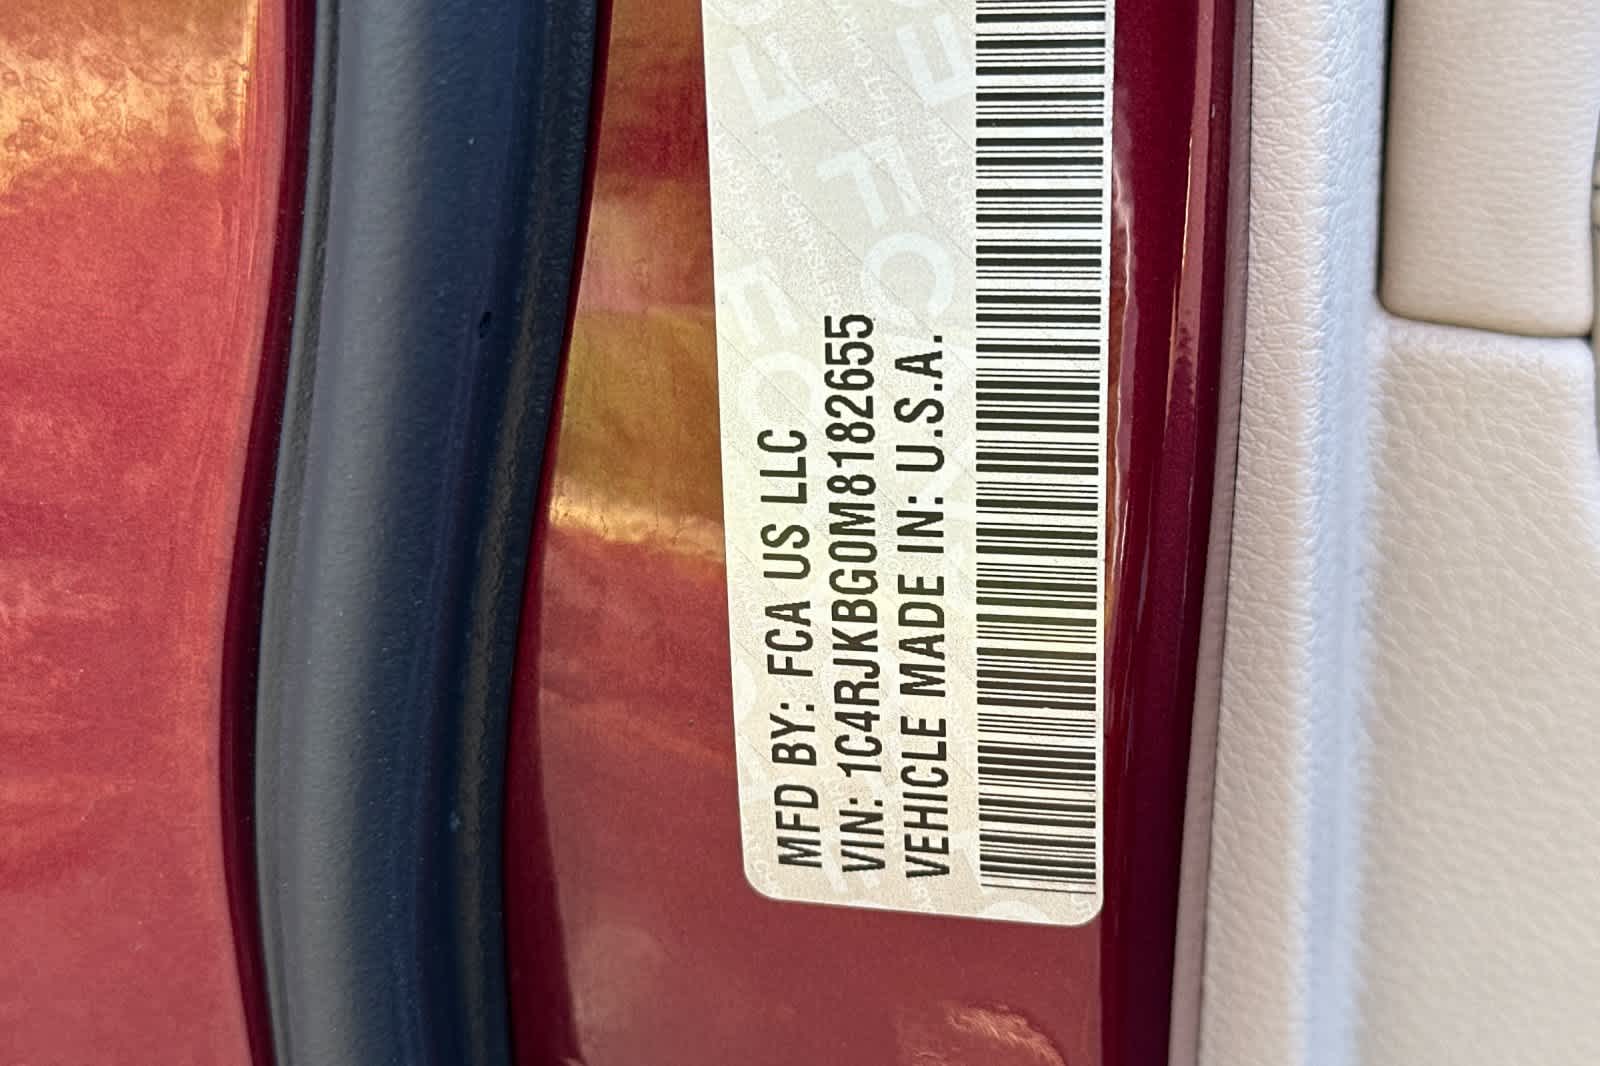 MFD BY: FCA US LLC
VIN: 1C4RJKBG0M8182655
VEHICLE MADE IN: U.S.A.